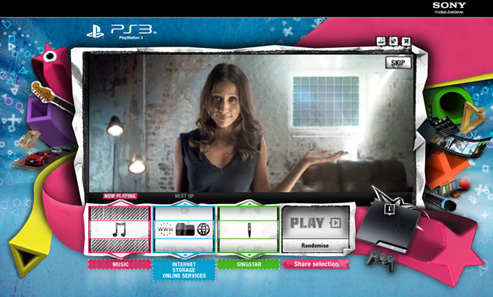 SONY
make.believe
PS3
PlayStation 3
SKIP
NOW PLAYING
NEXT UP
www
PLAY
Randomise
MUSIC
INTERNET
STORAGE
ONLINE SERVICES
SINGSTAR
Share selection